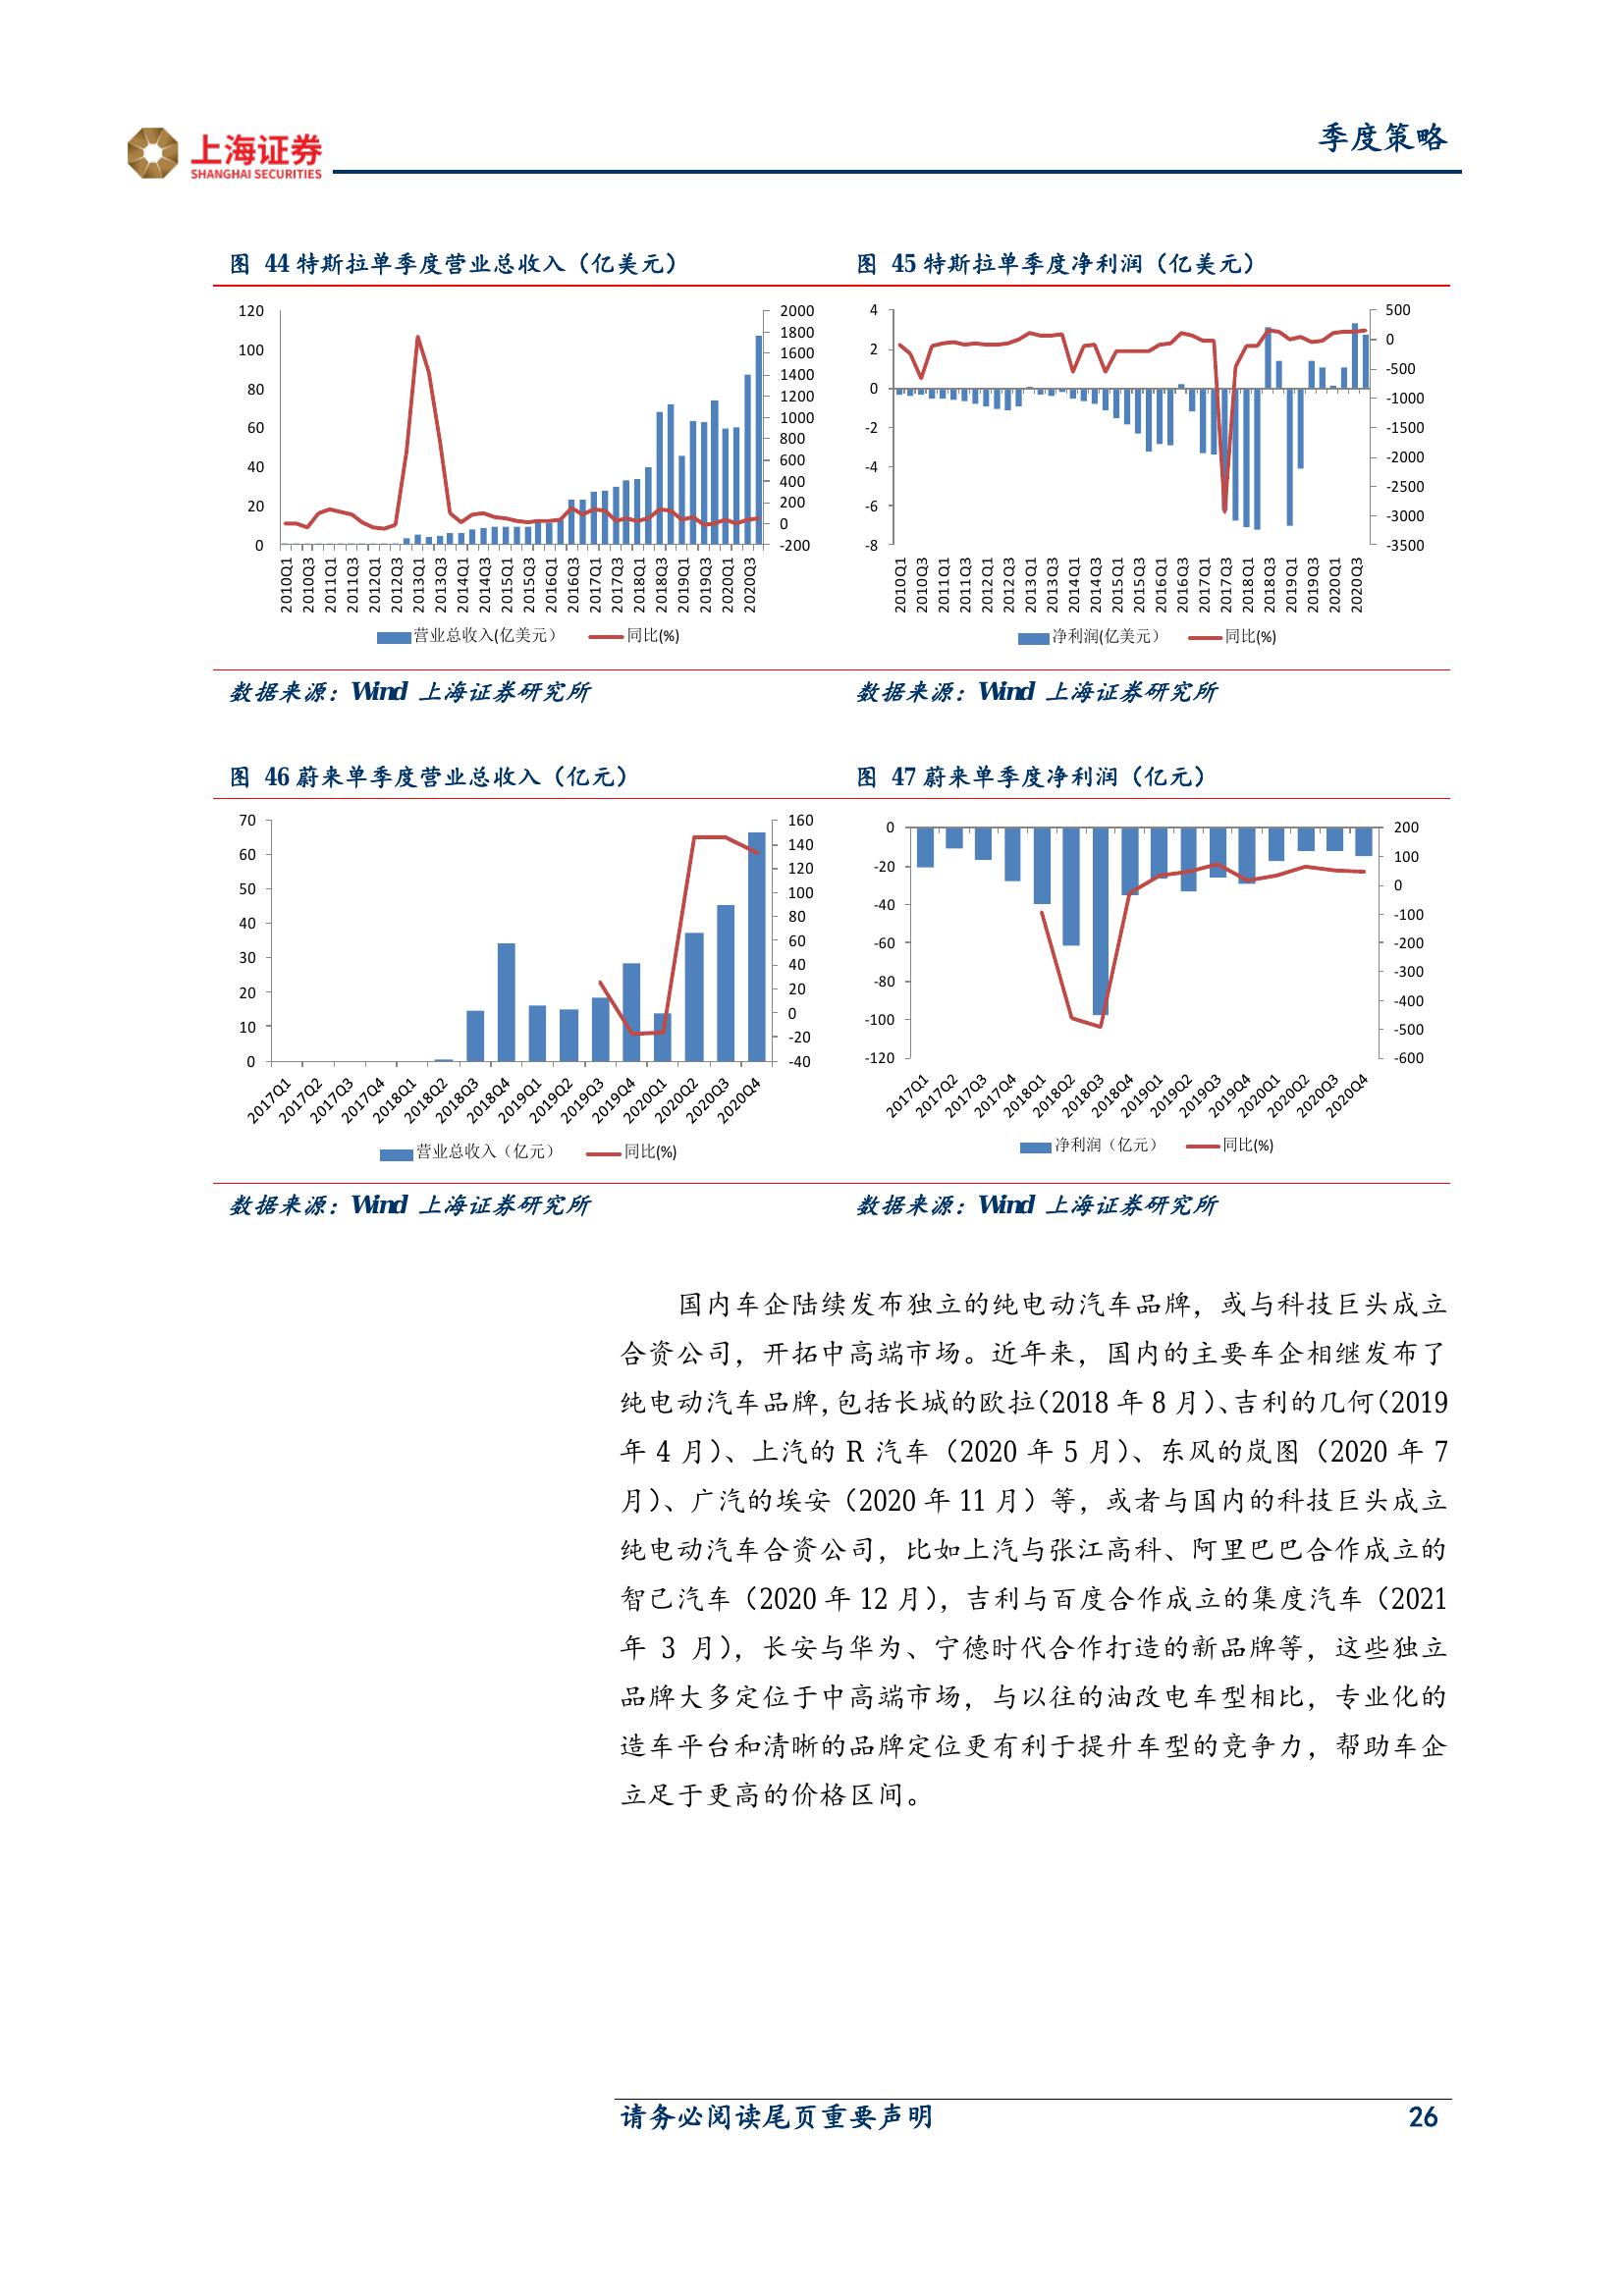 上海证券
SHANGHAI SECURITIES
季度策略
图 44 特斯拉单季度营业总收入（亿美元）
图 45 特斯拉单季度净利润（亿美元）
120
100
80
60
40
20
0
2000
1800
1600
1400
1200
1000
800
600
400
200
0
-200
2010Q1
2010Q3
2011Q1
2011Q3
2012Q1
2012Q3
2013Q1
2013Q3
2014Q1
2014Q3
2015Q1
2015Q3
2016Q1
2016Q3
2017Q1
2017Q3
2018Q1
2018Q3
2019Q1
2019Q3
2020Q1
2020Q3
营业总收入(亿美元） 同比(%)
4
2
0
-2
-4
-6
-8
500
0
-500
-1000
-1500
-2000
-2500
-3000
-3500
2010Q1
2010Q3
2011Q1
2011Q3
2012Q1
2012Q3
2013Q1
2013Q3
2014Q1
2014Q3
2015Q1
2015Q3
2016Q1
2016Q3
2017Q1
2017Q3
2018Q1
2018Q3
2019Q1
2019Q3
2020Q1
2020Q3
净利润(亿美元） 同比(%)
数据来源：Wind 上海证券研究所
数据来源：Wind 上海证券研究所
图 46 蔚来单季度营业总收入（亿元）
图 47 蔚来单季度净利润（亿元）
70
60
50
40
30
20
10
0
160
140
120
100
80
60
40
20
0
-20
-40
2017Q1
2017Q2
2017Q3
2017Q4
2018Q1
2018Q2
2018Q3
2018Q4
2019Q1
2019Q2
2019Q3
2019Q4
2020Q1
2020Q2
2020Q3
2020Q4
营业总收入（亿元） 同比(%)
0
-20
-40
-60
-80
-100
-120
200
100
0
-100
-200
-300
-400
-500
-600
2017Q1
2017Q2
2017Q3
2017Q4
2018Q1
2018Q2
2018Q3
2018Q4
2019Q1
2019Q2
2019Q3
2019Q4
2020Q1
2020Q2
2020Q3
2020Q4
净利润（亿元） 同比(%)
数据来源：Wind 上海证券研究所
数据来源：Wind 上海证券研究所
国内车企陆续发布独立的纯电动汽车品牌，或与科技巨头成立
合资公司，开拓中高端市场。近年来，国内的主要车企相继发布了
纯电动汽车品牌，包括长城的欧拉（2018 年 8 月）、吉利的几何（2019
年 4 月）、上汽的 R 汽车（2020 年 5 月）、东风的岚图（2020 年 7
月）、广汽的埃安（2020 年 11 月）等，或者与国内的科技巨头成立
纯电动汽车合资公司，比如上汽与张江高科、阿里巴巴合作成立的
智己汽车（2020 年 12 月），吉利与百度合作成立的集度汽车（2021
年 3 月），长安与华为、宁德时代合作打造的新品牌等，这些独立
品牌大多定位于中高端市场，与以往的油改电车型相比，专业化的
造车平台和清晰的品牌定位更有利于提升车型的竞争力，帮助车企
立足于更高的价格区间。
请务必阅读尾页重要声明
26